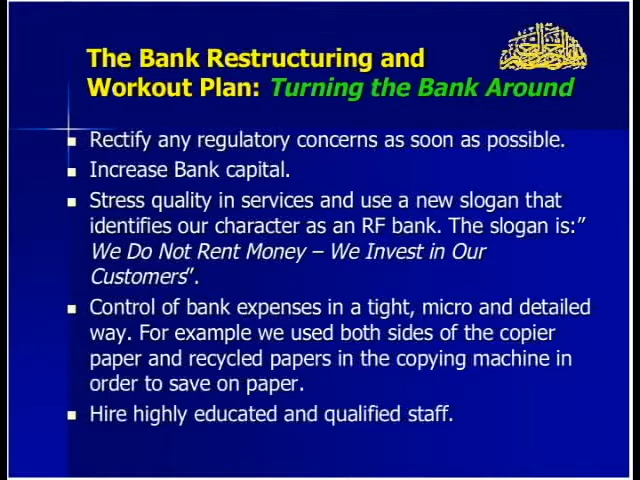 The Bank Restructuring and
Workout Plan: Turning the Bank Around
Rectify any regulatory concerns as soon as possible.
Increase Bank capital.
Stress quality in services and use a new slogan that
identifies our character as an RF bank. The slogan is:”
We Do Not Rent Money – We Invest in Our
Customers”.
Control of bank expenses in a tight, micro and detailed
way. For example we used both sides of the copier
paper and recycled papers in the copying machine in
order to save on paper.
Hire highly educated and qualified staff.